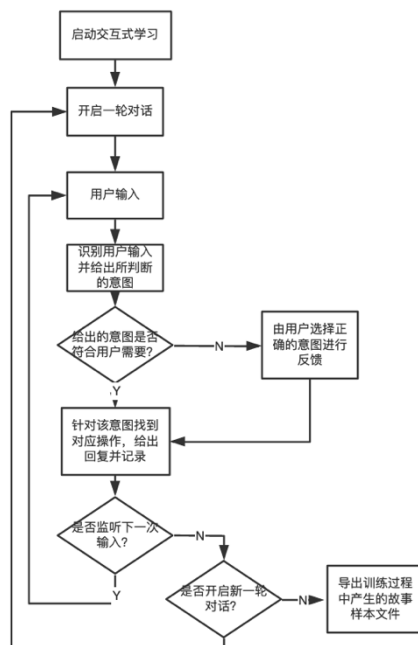 启动交互式学习
开启一轮对话
用户输入
识别用户输入
并给出所判断
的意图
给出的意图是否
符合用户需要?
N
由用户选择正
确的意图进行
反馈
Y
针对该意图找到
对应操作，给出
回复并记录
是否监听下一次
输入?
N
Y
是否开启新一轮
对话?
N
导出训练过程
中产生的故事
样本文件